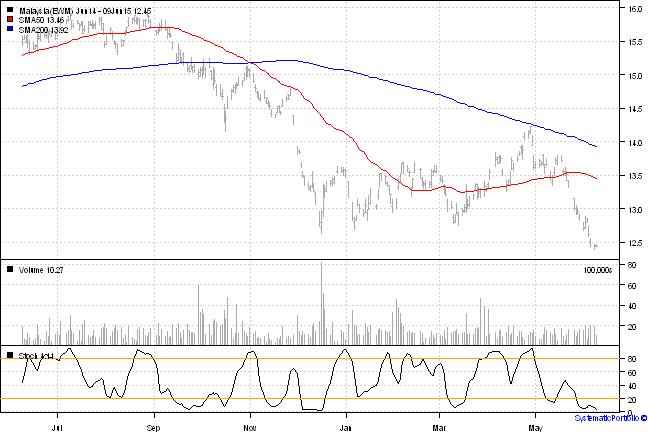 Malaysia (EWM) Jun14 - 09Jun15 12.45
SMA50 13.46
SMA200 13.92
16.0
15.5
15.0
14.5
14.0
13.5
13.0
12.5
Volume 10.27
100,000s
80
60
40
20
80
60
40
20
0
Jul
Sep
Nov
Jan
Mar
May
SystematicPortfolio ©